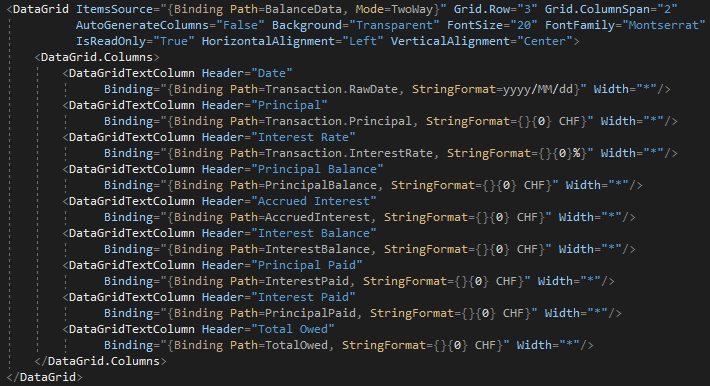 <DataGrid ItemsSource="{Binding Path=BalanceData, Mode=TwoWay}" Grid.Row="3" Grid.ColumnSpan="2"
AutoGenerateColumns="False" Background="Transparent" FontSize="20" FontFamily="Montserrat"
IsReadOnly="True" HorizontalAlignment="Left" VerticalAlignment="Center">
<DataGrid.Columns>
<DataGridTextColumn Header="Date"
Binding="{Binding Path=Transaction.RawDate, StringFormat=yyyy/MM/dd}" Width="*"/>
<DataGridTextColumn Header="Principal"
Binding="{Binding Path=Transaction.Principal, StringFormat={}{0} CHF}" Width="*"/>
<DataGridTextColumn Header="Interest Rate"
Binding="{Binding Path=Transaction.InterestRate, StringFormat={}{0}%}" Width="*"/>
<DataGridTextColumn Header="Principal Balance"
Binding="{Binding Path=PrincipalBalance, StringFormat={}{0} CHF}" Width="*"/>
<DataGridTextColumn Header="Accrued Interest"
Binding="{Binding Path=AccruedInterest, StringFormat={}{0} CHF}" Width="*"/>
<DataGridTextColumn Header="Interest Balance"
Binding="{Binding Path=InterestBalance, StringFormat={}{0} CHF}" Width="*"/>
<DataGridTextColumn Header="Principal Paid"
Binding="{Binding Path=InterestPaid, StringFormat={}{0} CHF}" Width="*"/>
<DataGridTextColumn Header="Interest Paid"
Binding="{Binding Path=PrincipalPaid, StringFormat={}{0} CHF}" Width="*"/>
<DataGridTextColumn Header="Total Owed"
Binding="{Binding Path=TotalOwed, StringFormat={}{0} CHF}" Width="*"/>
</DataGrid.Columns>
</DataGrid>